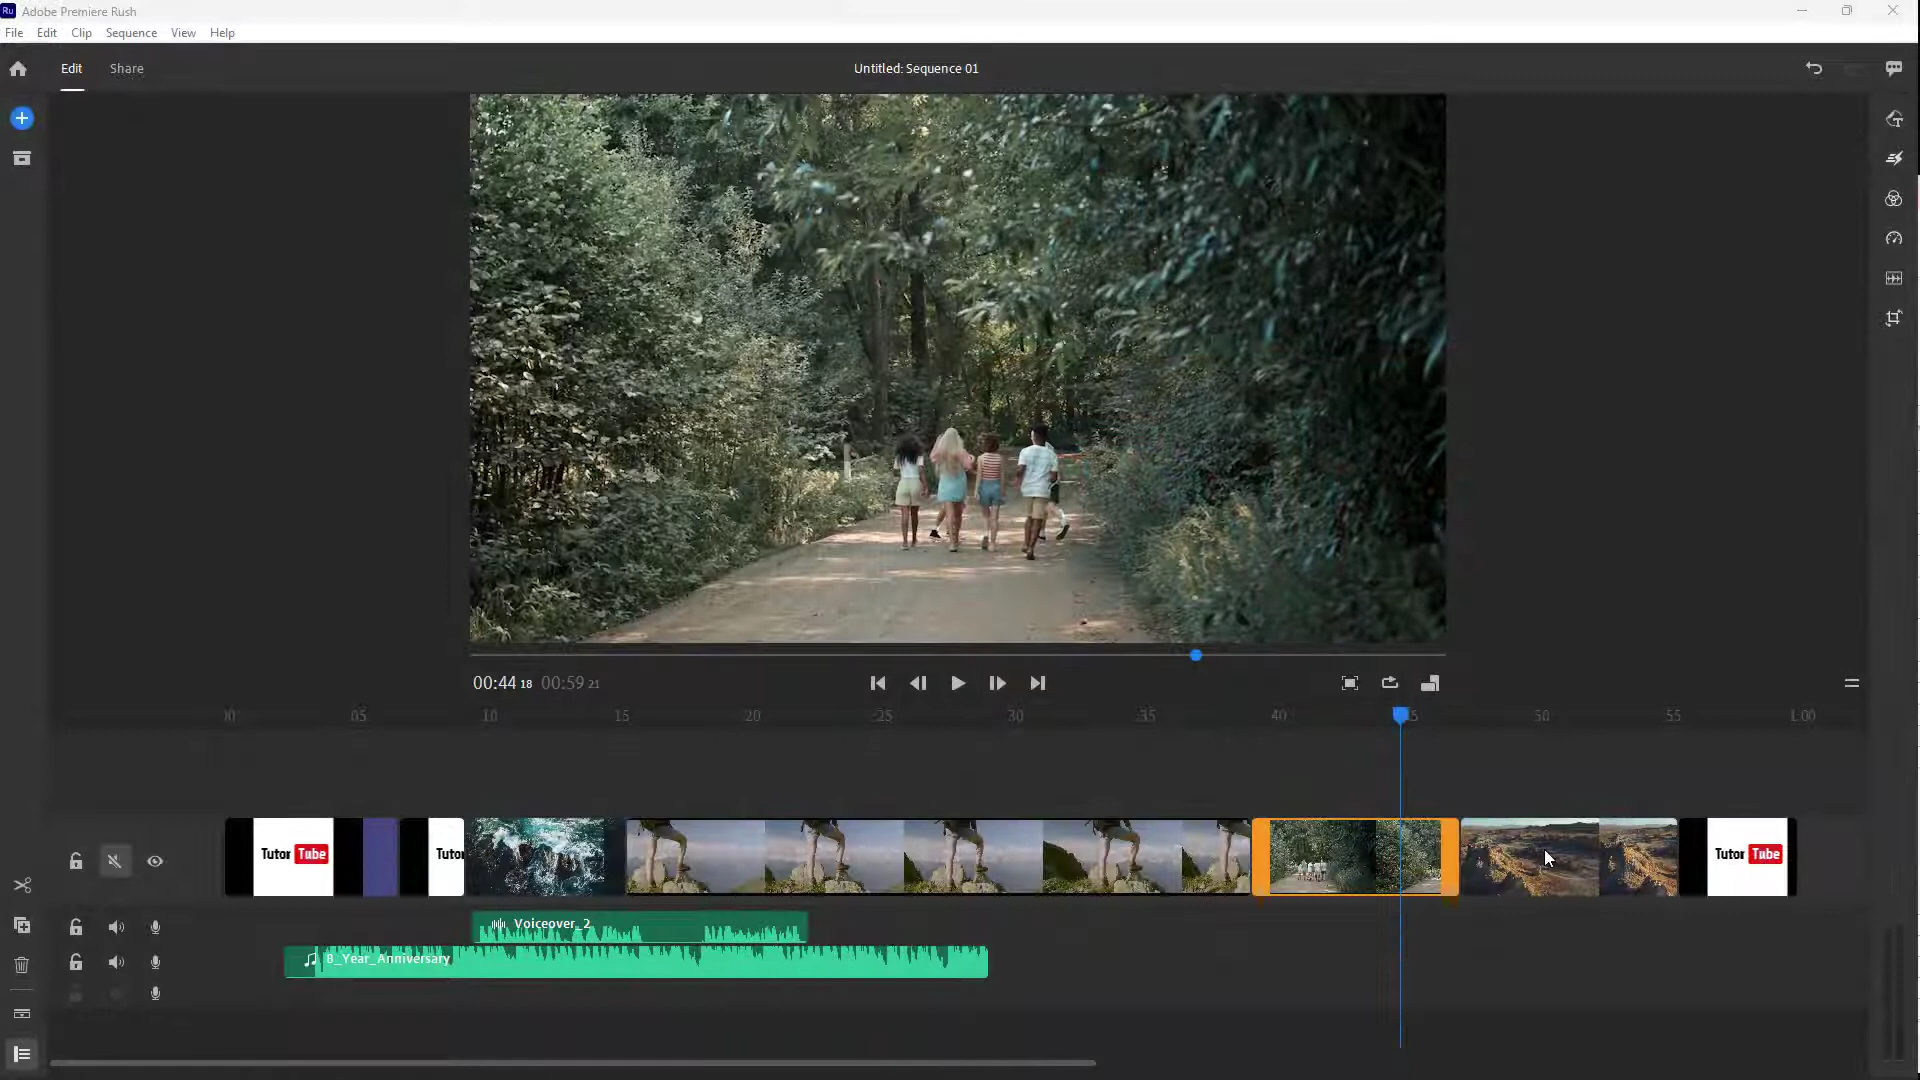 Ru Adobe Premiere Rush
File Edit Clip Sequence View Help
Edit Share Untitled: Sequence 01
00:44 18 00:59 21
05 10 15 20 25 30 35 40 50 55 1:00
Tutor Tube
Tutor Tube
Voiceover_2
8_Year_Anniversary